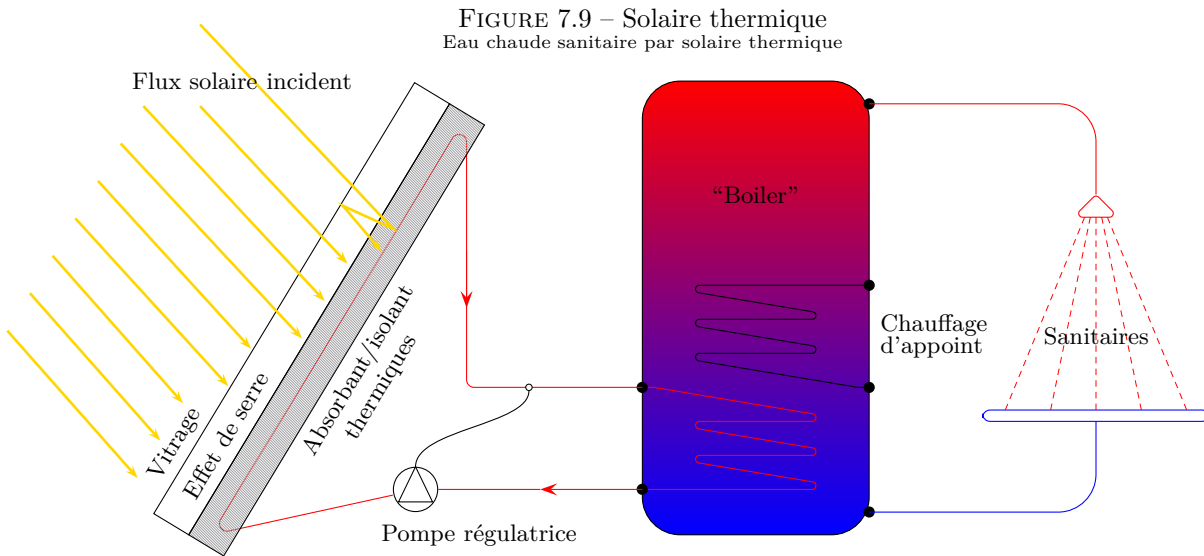 FIGURE 7.9 – Solaire thermique
Eau chaude sanitaire par solaire thermique
Flux solaire incident
“Boiler”
Vitrage
Effet de serre
Absorbant/isolant
thermiques
Chauffage
d'appoint
Sanitaires
Pompe régulatrice